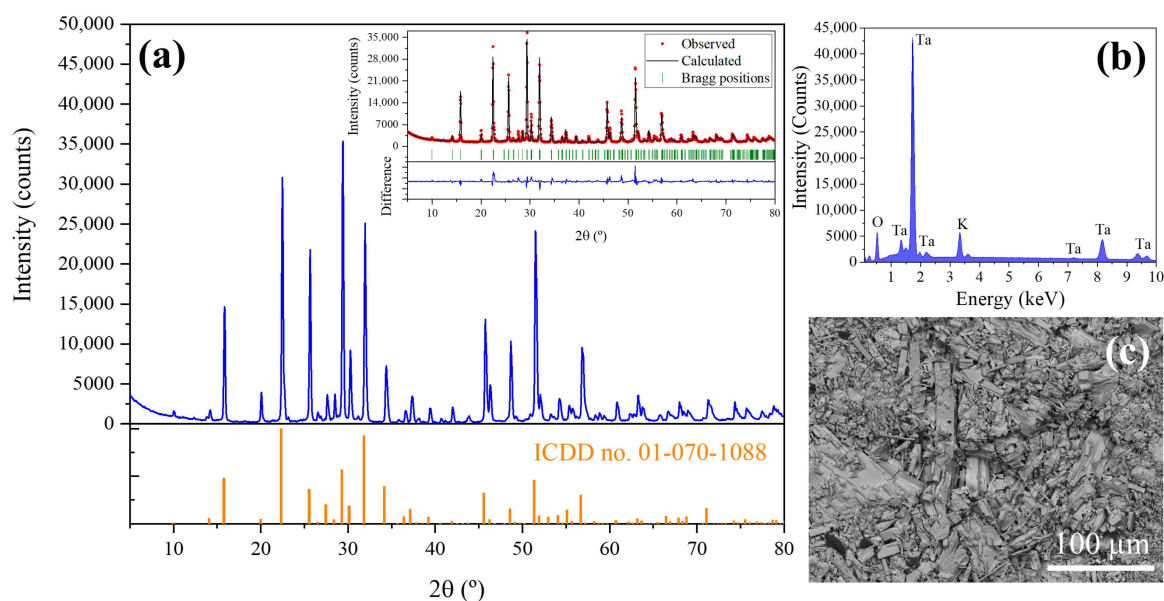 (a)
50,000
45,000
40,000
35,000
30,000
25,000
20,000
15,000
10,000
5000
0
Intensity (counts)
35,000
28,000
21,000
14,000
7000
0
Intensity (counts)
Observed
Calculated
Bragg positions
Difference
5 10 20 30 40 50 60 70 80
2θ (º)
ICDD no. 01-070-1088
10 20 30 40 50 60 70 80
2θ (º)
(b)
45,000
40,000
35,000
30,000
25,000
20,000
15,000
10,000
5000
0
Intensity (Counts)
Ta
O
Ta
Ta
K
Ta
Ta
Ta
1 2 3 4 5 6 7 8 9 10
Energy (keV)
(c)
100 µm